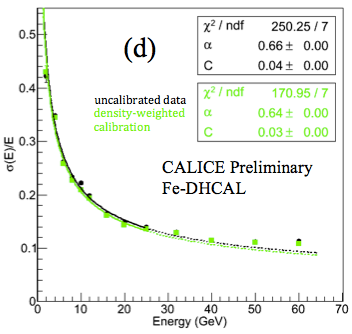 (d)
χ² / ndf 250.25 / 7
α 0.66 ± 0.00
C 0.04 ± 0.00
χ² / ndf 170.95 / 7
α 0.64 ± 0.00
C 0.03 ± 0.00
uncalibrated data
density-weighted
calibration
CALICE Preliminary
Fe-DHCAL
σ(E)/E
0.5
0.4
0.3
0.2
0.1
0
0 10 20 30 40 50 60 70
Energy (GeV)